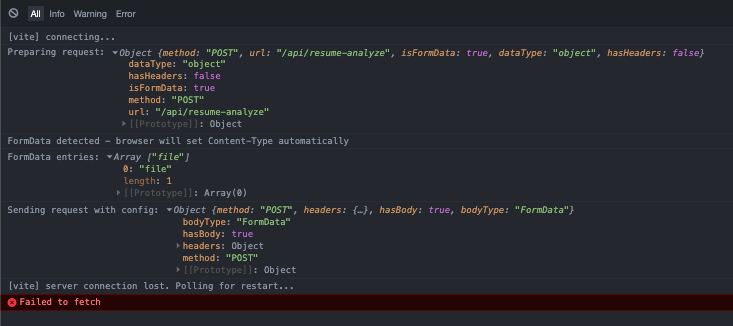 All Info Warning Error
[vite] connecting...
Preparing request: ▼Object {method: "POST", url: "/api/resume-analyze", isFormData: true, dataType: "object", hasHeaders: false}
dataType: "object"
hasHeaders: false
isFormData: true
method: "POST"
url: "/api/resume-analyze"
▶[[Prototype]]: Object
FormData detected - browser will set Content-Type automatically
FormData entries: ▼Array ["file"]
0: "file"
length: 1
▶[[Prototype]]: Array(0)
Sending request with config: ▼Object {method: "POST", headers: {…}, hasBody: true, bodyType: "FormData"}
bodyType: "FormData"
hasBody: true
▶headers: Object
method: "POST"
▶[[Prototype]]: Object
[vite] server connection lost. Polling for restart...
Failed to fetch